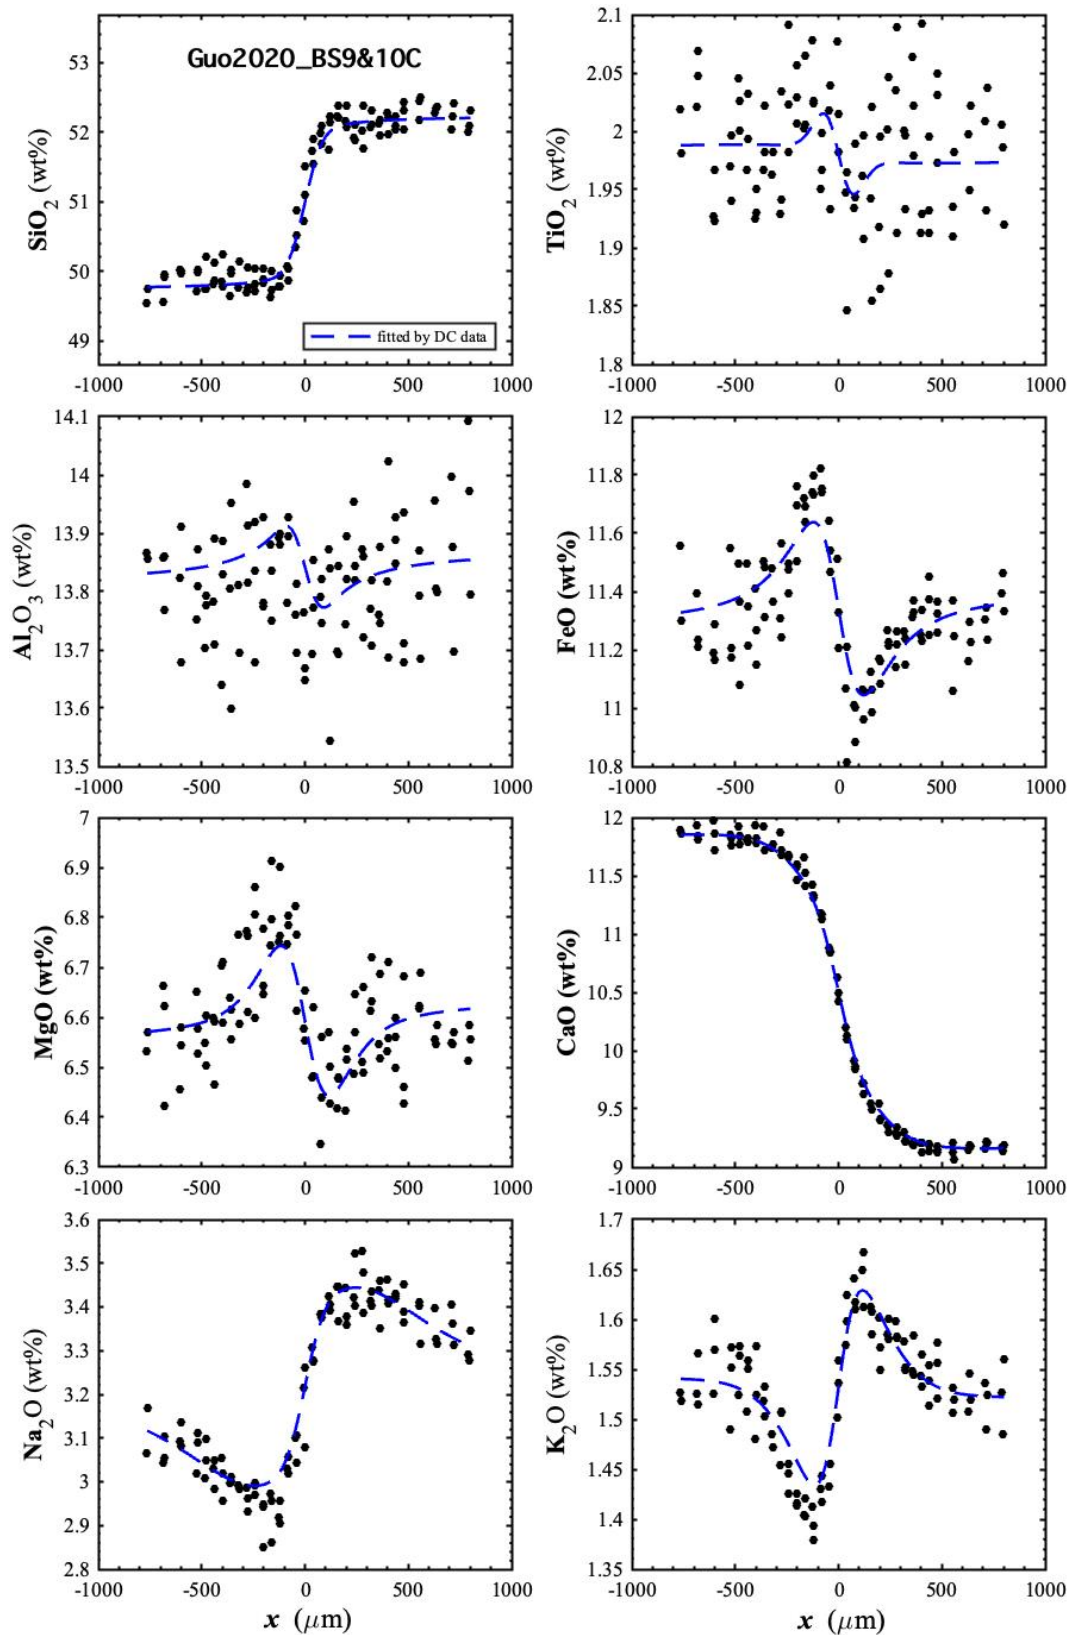 Guo2020_BS9&10C
SiO2 (wt%)
53
52
51
50
49
fitted by DC data
-1000 -500 0 500 1000
TiO2 (wt%)
2.1
2.05
2
1.95
1.9
1.85
1.8
-1000 -500 0 500 1000
Al2O3 (wt%)
14.1
14
13.9
13.8
13.7
13.6
13.5
-1000 -500 0 500 1000
FeO (wt%)
12
11.8
11.6
11.4
11.2
11
10.8
-1000 -500 0 500 1000
MgO (wt%)
7
6.9
6.8
6.7
6.6
6.5
6.4
6.3
-1000 -500 0 500 1000
CaO (wt%)
12
11.5
11
10.5
10
9.5
9
-1000 -500 0 500 1000
Na2O (wt%)
3.6
3.5
3.4
3.3
3.2
3.1
3
2.9
2.8
-1000 -500 0 500 1000
x (μm)
K2O (wt%)
1.7
1.65
1.6
1.55
1.5
1.45
1.4
1.35
-1000 -500 0 500 1000
x (μm)